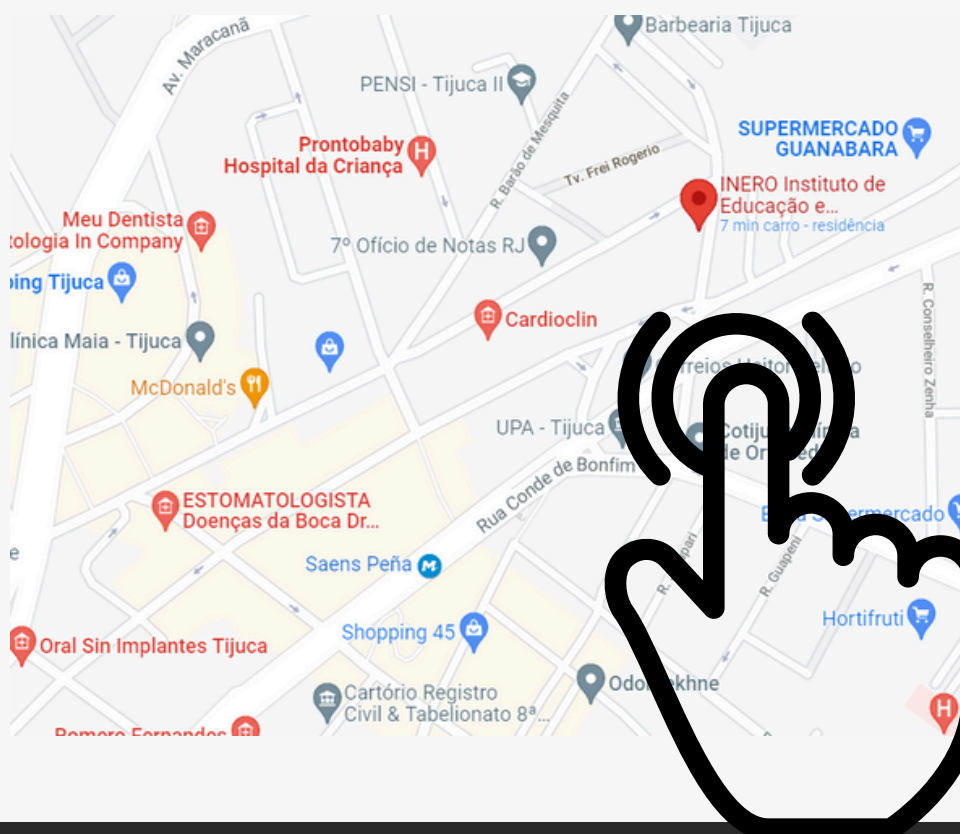 Barbearia Tijuca
Av. Maracanã
PENSI - Tijuca II
R. Barão de Mesquita
SUPERMERCADO
GUANABARA
Prontobaby
Hospital da Criança
Tv. Frei Rogerio
INERO Instituto de
Educação e...
7 min carro - residência
Meu Dentista
tologia In Company
7º Ofício de Notas RJ
ping Tijuca
R. Conselheiro Zenha
Cardioclin
línica Maia - Tijuca
McDonald's
UPA - Tijuca
Rua Conde de Bonfim
de
ESTOMATOLOGISTA
Doenças da Boca Dr...
e
Saens Peña
R. Guapeni
Shopping 45
Hortifruti
Oral Sin Implantes Tijuca
Cartório Registro
Civil & Tabelionato 8ª...
Romero Fernandes